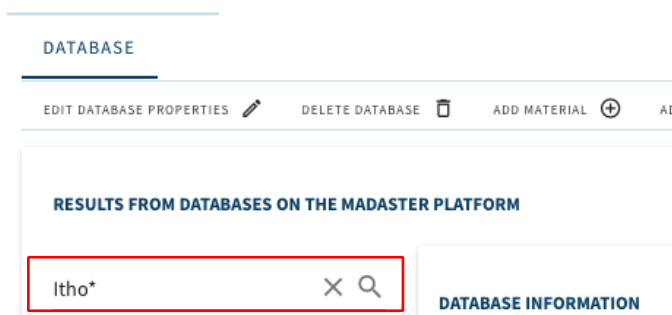 DATABASE
EDIT DATABASE PROPERTIES DELETE DATABASE ADD MATERIAL
RESULTS FROM DATABASES ON THE MADASTER PLATFORM
Itho*
DATABASE INFORMATION